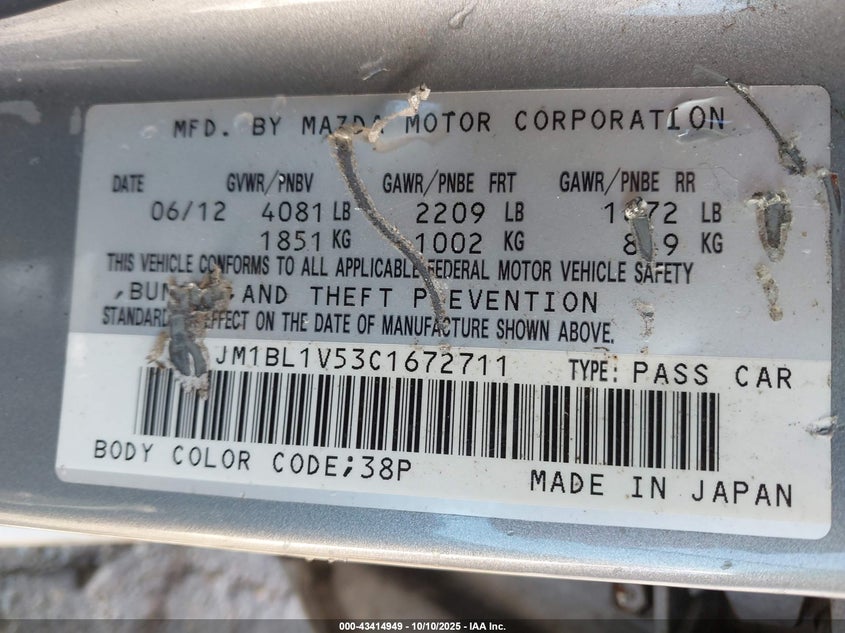 MFD. BY MAZDA MOTOR CORPORATION
DATE GVWR/PNBV GAWR/PNBE FRT GAWR/PNBE RR
06/12 4081 LB 2209 LB LB
1851 KG 1002 KG KG
THIS VEHICLE CONFORMS TO ALL APPLICABLE FEDERAL MOTOR VEHICLE SAFETY
AND THEFT PREVENTION
STANDARDS EFFECT ON THE DATE OF MANUFACTURE SHOWN ABOVE.
JM1BL1V53C1672711 TYPE: PASS CAR
BODY COLOR CODE;38P
MADE IN JAPAN
000-43414949 - 10/10/2025 - IAA Inc.